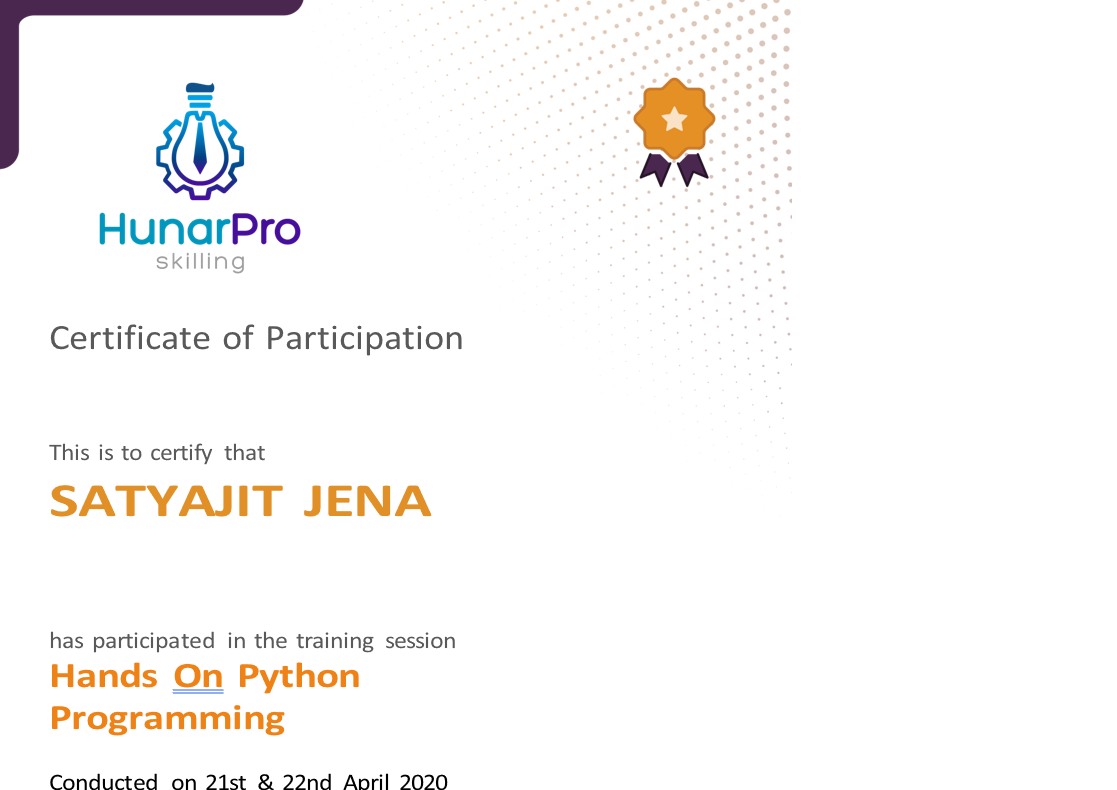 HunarPro
skilling
Certificate of Participation
This is to certify that
SATYAJIT JENA
has participated in the training session
Hands On Python
Programming
Conducted on 21st & 22nd April 2020